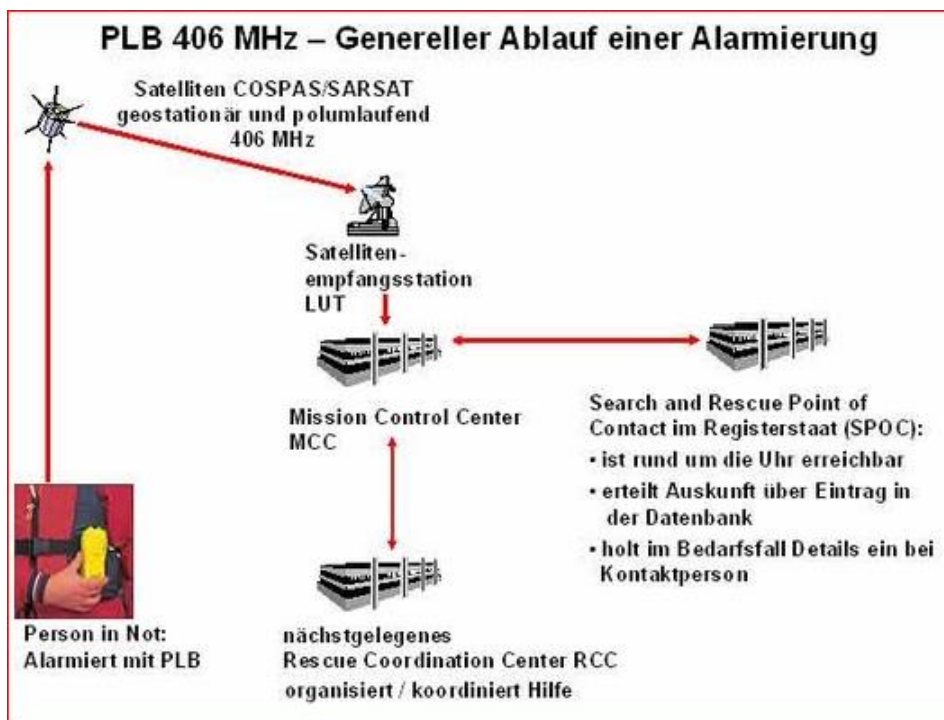 PLB 406 MHz – Genereller Ablauf einer Alarmierung
Satelliten COSPAS/SARSAT
geostationär und polumlaufend
406 MHz
Satelliten-
empfangsstation
LUT
Mission Control Center
MCC
Search and Rescue Point of
Contact im Registerstaat (SPOC):
• ist rund um die Uhr erreichbar
• erteilt Auskunft über Eintrag in
der Datenbank
• holt im Bedarfsfall Details ein bei
Kontaktperson
Person in Not:
Alarmiert mit PLB
nächstgelegenes
Rescue Coordination Center RCC
organisiert / koordiniert Hilfe